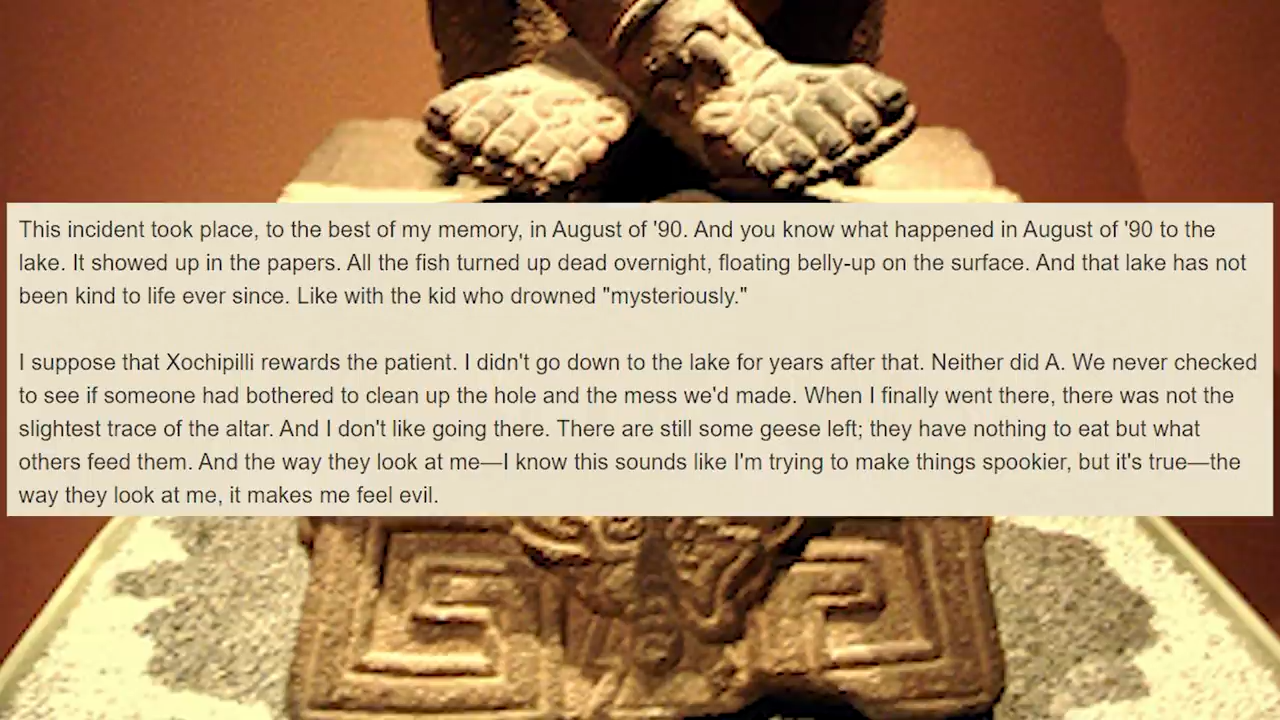 This incident took place, to the best of my memory, in August of '90. And you know what happened in August of '90 to the
lake. It showed up in the papers. All the fish turned up dead overnight, floating belly-up on the surface. And that lake has not
been kind to life ever since. Like with the kid who drowned "mysteriously."
I suppose that Xochipilli rewards the patient. I didn't go down to the lake for years after that. Neither did A. We never checked
to see if someone had bothered to clean up the hole and the mess we'd made. When I finally went there, there was not the
slightest trace of the altar. And I don't like going there. There are still some geese left; they have nothing to eat but what
others feed them. And the way they look at me—I know this sounds like I'm trying to make things spookier, but it's true—the
way they look at me, it makes me feel evil.